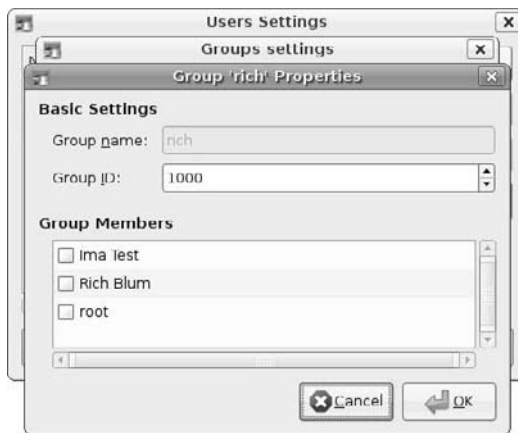 Users Settings
Groups settings
Group 'rich' Properties
Basic Settings
Group name: rich
Group ID: 1000
Group Members
Ima Test
Rich Blum
root
Cancel OK